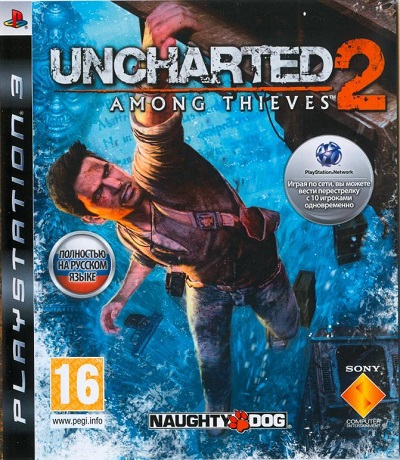 PLAYSTATION 3
UNCHARTED 2
AMONG THIEVES
PlayStation Network
Играя по сети, вы можете
вести перестрелку
с 10 игроками
одновременно
ПОЛНОСТЬЮ
НА РУССКОМ
ЯЗЫКЕ
16
www.pegi.info
NAUGHTY DOG
SONY
COMPUTER
ENTERTAINMENT